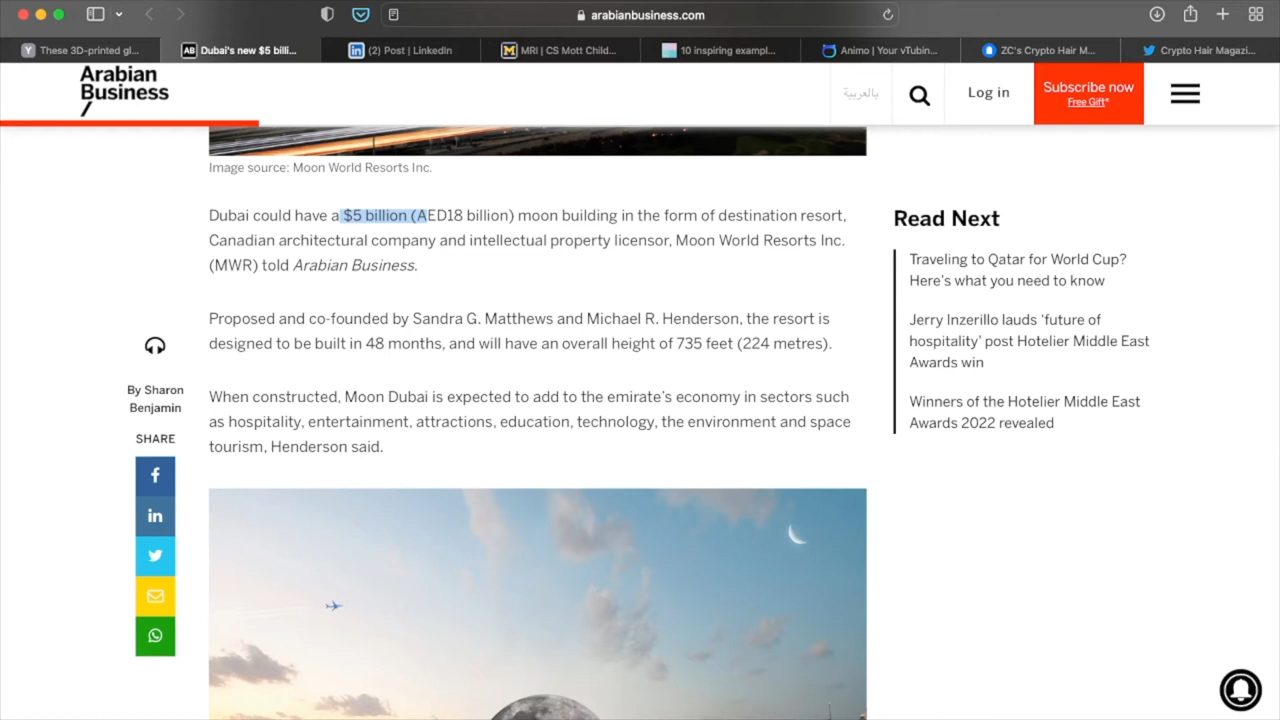 arabianbusiness.com
These 3D-printed gl...
AB Dubai's new $5 billi...
(2) Post | LinkedIn
MRI | CS Mott Child...
10 inspiring exampl...
Animo | Your vTubin...
ZC's Crypto Hair M...
Crypto Hair Magazi...
Arabian
Business
بالعربية
Log in
Subscribe now
Free Gift*
Image source: Moon World Resorts Inc.
Dubai could have a $5 billion (AED18 billion) moon building in the form of destination resort,
Canadian architectural company and intellectual property licensor, Moon World Resorts Inc.
(MWR) told Arabian Business.
Proposed and co-founded by Sandra G. Matthews and Michael R. Henderson, the resort is
designed to be built in 48 months, and will have an overall height of 735 feet (224 metres).
By Sharon
Benjamin
SHARE
When constructed, Moon Dubai is expected to add to the emirate's economy in sectors such
as hospitality, entertainment, attractions, education, technology, the environment and space
tourism, Henderson said.
Read Next
Traveling to Qatar for World Cup?
Here's what you need to know
Jerry Inzerillo lauds 'future of
hospitality' post Hotelier Middle East
Awards win
Winners of the Hotelier Middle East
Awards 2022 revealed